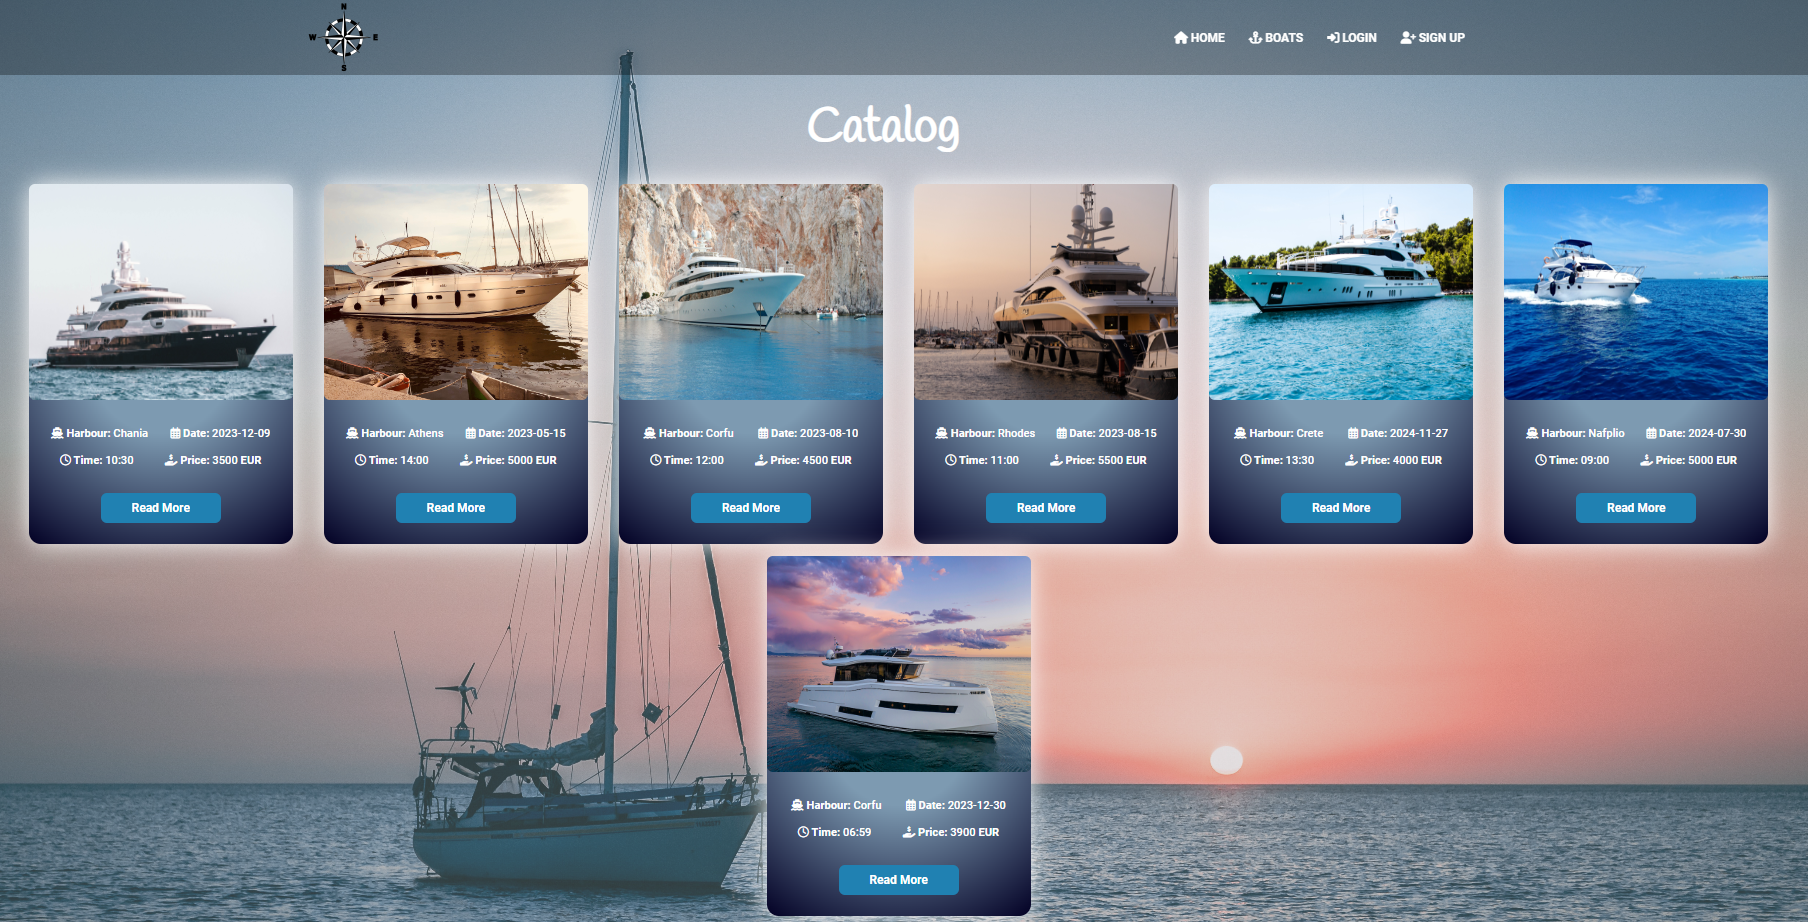 N
W E
S
HOME BOATS LOGIN SIGN UP
Catalog
Harbour: Chania Date: 2023-12-09
Time: 10:30 Price: 3500 EUR
Read More
Harbour: Athens Date: 2023-05-15
Time: 14:00 Price: 5000 EUR
Read More
Harbour: Corfu Date: 2023-08-10
Time: 12:00 Price: 4500 EUR
Read More
Harbour: Rhodes Date: 2023-08-15
Time: 11:00 Price: 5500 EUR
Read More
Harbour: Crete Date: 2024-11-27
Time: 13:30 Price: 4000 EUR
Read More
Harbour: Nafplio Date: 2024-07-30
Time: 09:00 Price: 5000 EUR
Read More
Harbour: Corfu Date: 2023-12-30
Time: 06:59 Price: 3900 EUR
Read More